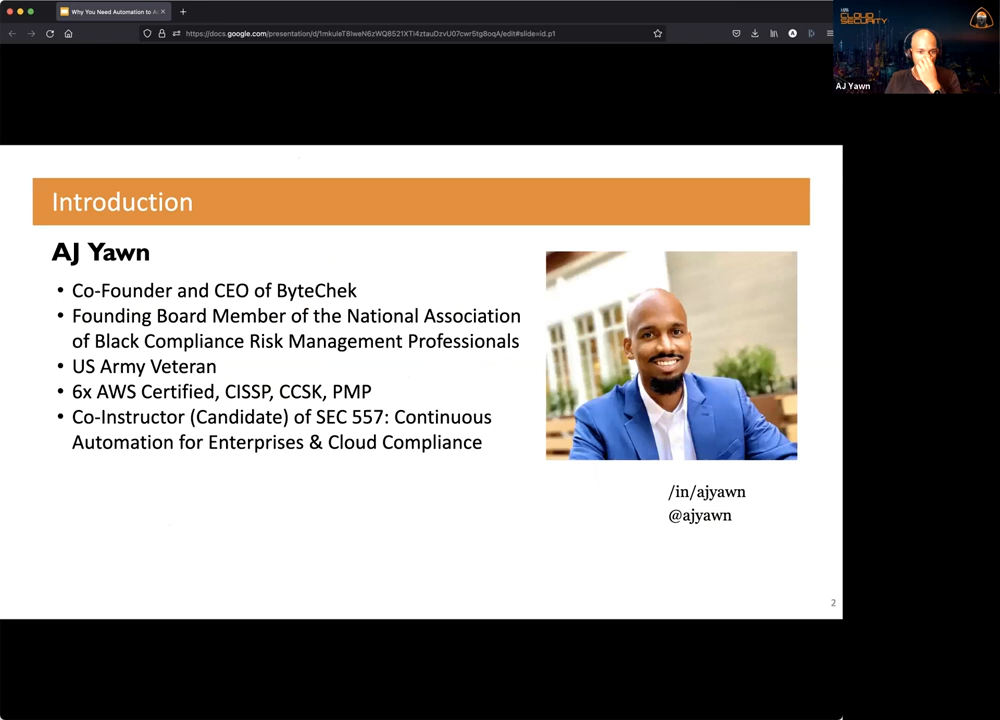 Why You Need Automation to
https://docs.google.com/presentation/d/1mkuleT8lweN6zWQ8521XTl4ztauDzvU07cwr5tg8oqA/edit#slide=id.p1
CLOUD
SECURITY
AJ Yawn
Introduction
AJ Yawn
• Co-Founder and CEO of ByteChek
• Founding Board Member of the National Association
of Black Compliance Risk Management Professionals
• US Army Veteran
• 6x AWS Certified, CISSP, CCSK, PMP
• Co-Instructor (Candidate) of SEC 557: Continuous
Automation for Enterprises & Cloud Compliance
/in/ajyawn
@ajyawn
2